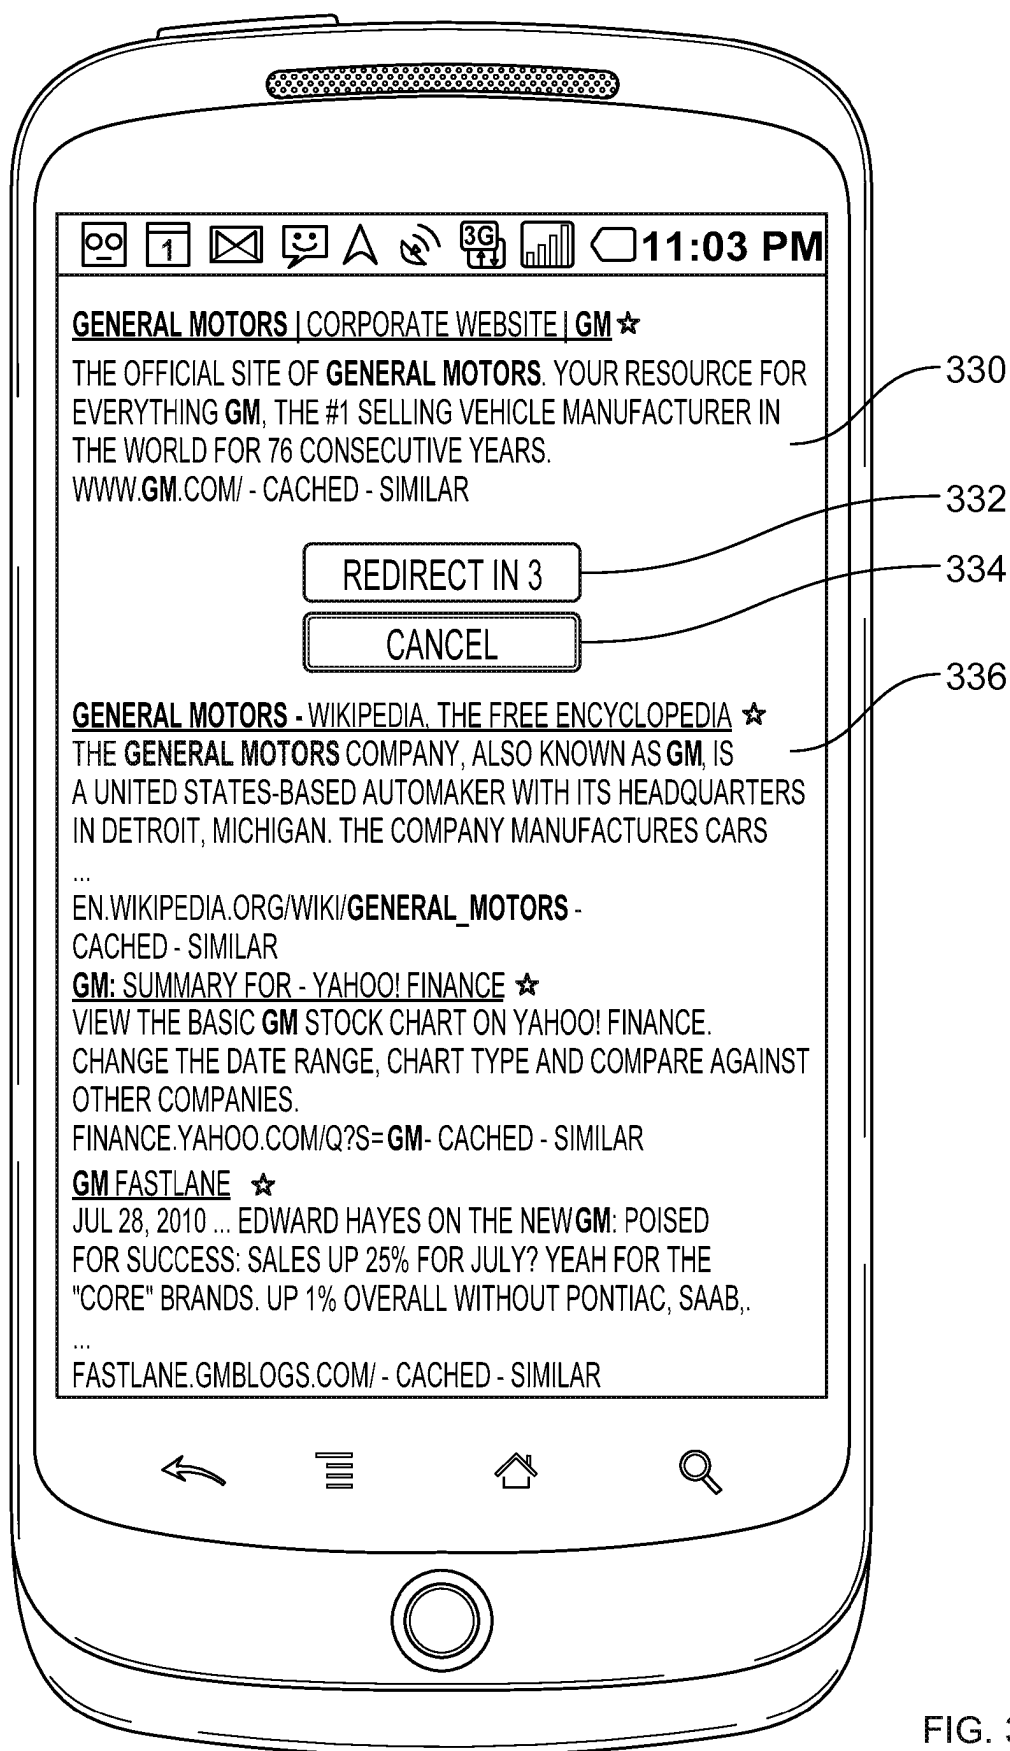 1 3G 11:03 PM
GENERAL MOTORS | CORPORATE WEBSITE | GM ☆
THE OFFICIAL SITE OF GENERAL MOTORS. YOUR RESOURCE FOR
EVERYTHING GM, THE #1 SELLING VEHICLE MANUFACTURER IN
THE WORLD FOR 76 CONSECUTIVE YEARS.
WWW.GM.COM/ - CACHED - SIMILAR
330
332
REDIRECT IN 3
334
CANCEL
336
GENERAL MOTORS - WIKIPEDIA, THE FREE ENCYCLOPEDIA ☆
THE GENERAL MOTORS COMPANY, ALSO KNOWN AS GM, IS
A UNITED STATES-BASED AUTOMAKER WITH ITS HEADQUARTERS
IN DETROIT, MICHIGAN. THE COMPANY MANUFACTURES CARS
...
EN.WIKIPEDIA.ORG/WIKI/GENERAL_MOTORS -
CACHED - SIMILAR
GM: SUMMARY FOR - YAHOO! FINANCE ☆
VIEW THE BASIC GM STOCK CHART ON YAHOO! FINANCE.
CHANGE THE DATE RANGE, CHART TYPE AND COMPARE AGAINST
OTHER COMPANIES.
FINANCE.YAHOO.COM/Q?S=GM- CACHED - SIMILAR
GM FASTLANE ☆
JUL 28, 2010 ... EDWARD HAYES ON THE NEW GM: POISED
FOR SUCCESS: SALES UP 25% FOR JULY? YEAH FOR THE
"CORE" BRANDS. UP 1% OVERALL WITHOUT PONTIAC, SAAB,.
...
FASTLANE.GMBLOGS.COM/ - CACHED - SIMILAR
FIG.